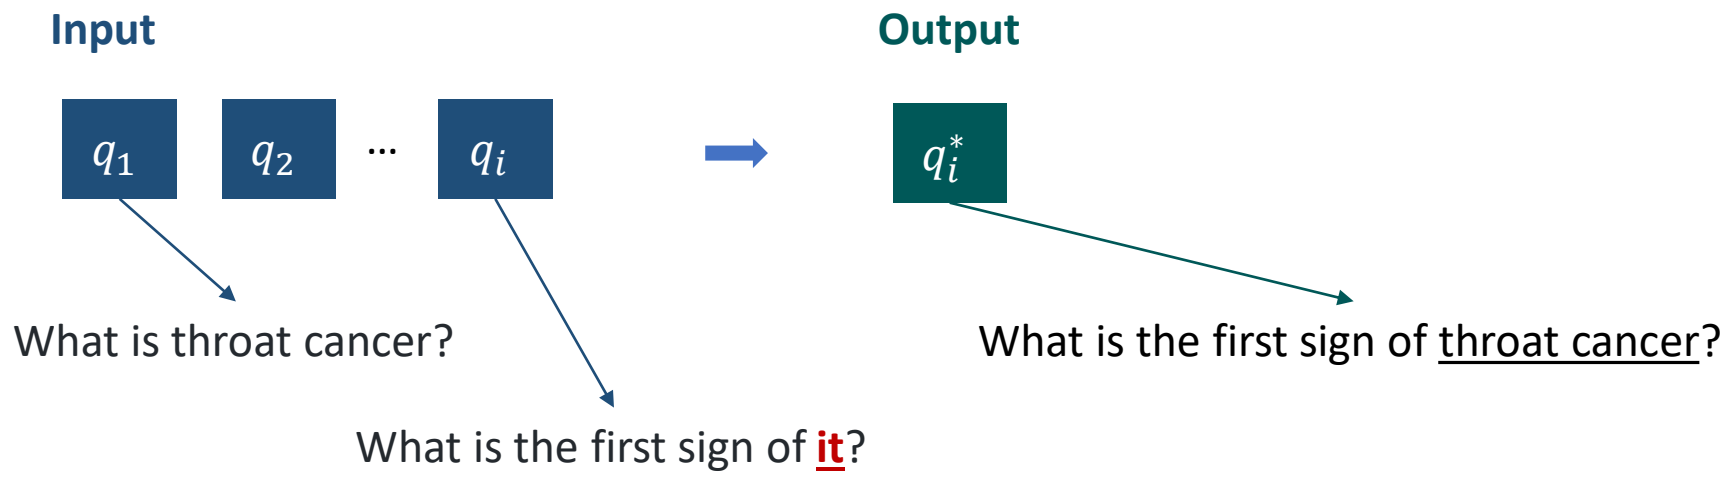 Input
Output
q₁ q₂ ... qᵢ
qᵢ*
What is throat cancer?
What is the first sign of throat cancer?
What is the first sign of it?